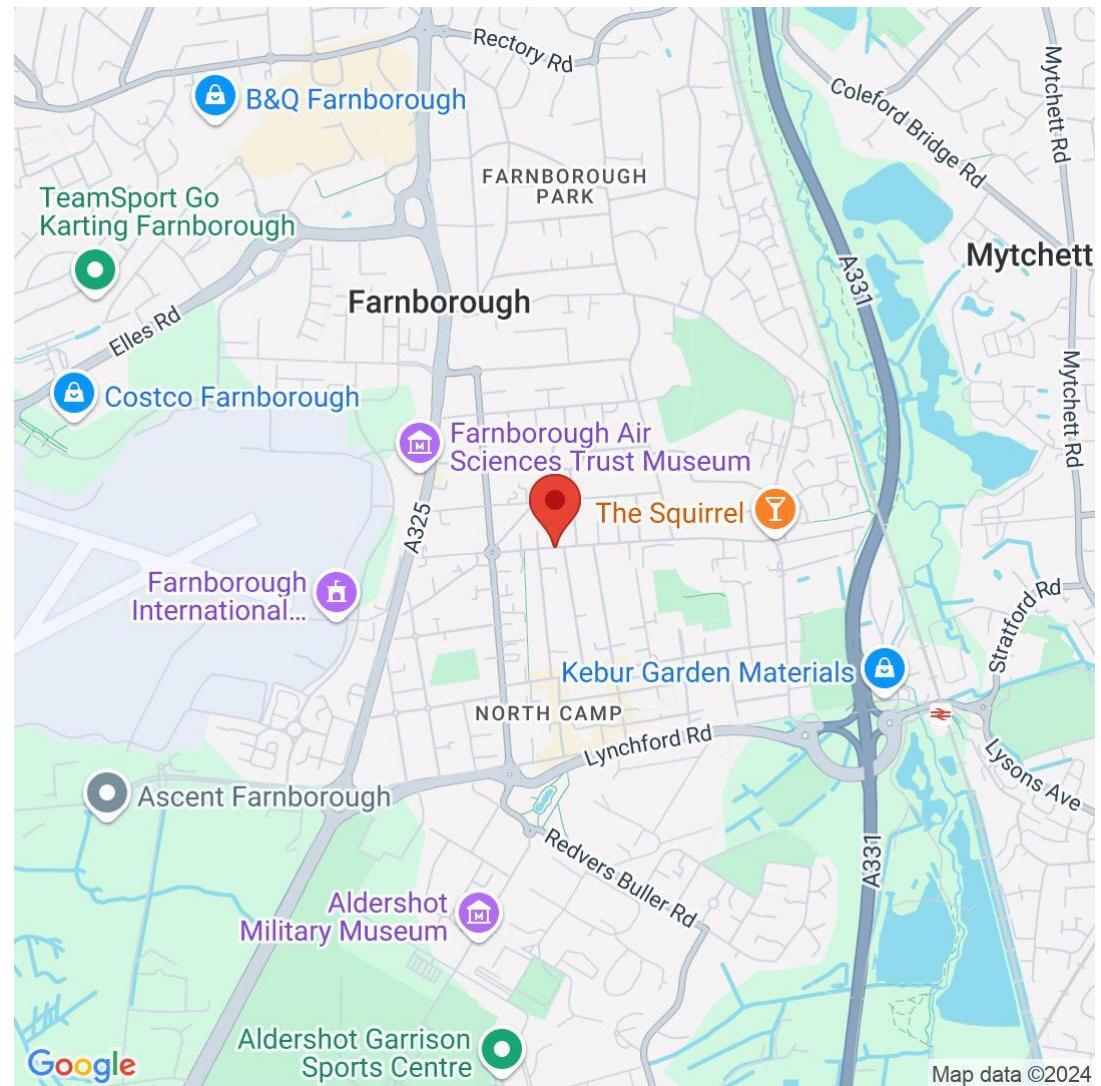 Rectory Rd
B&Q Farnborough
Coleford Bridge Rd
Mytchett Rd
FARNBOROUGH
PARK
TeamSport Go
Karting Farnborough
Mytchett
A331
Farnborough
Elles Rd
Mytchett Rd
Costco Farnborough
Farnborough Air
Sciences Trust Museum
The Squirrel
A325
Farnborough
International...
Stratford Rd
Kebur Garden Materials
NORTH CAMP
Lynchford Rd
Lysons Ave
Ascent Farnborough
Redvers Buller Rd
A331
Aldershot
Military Museum
Aldershot Garrison
Sports Centre
Google
Map data ©2024